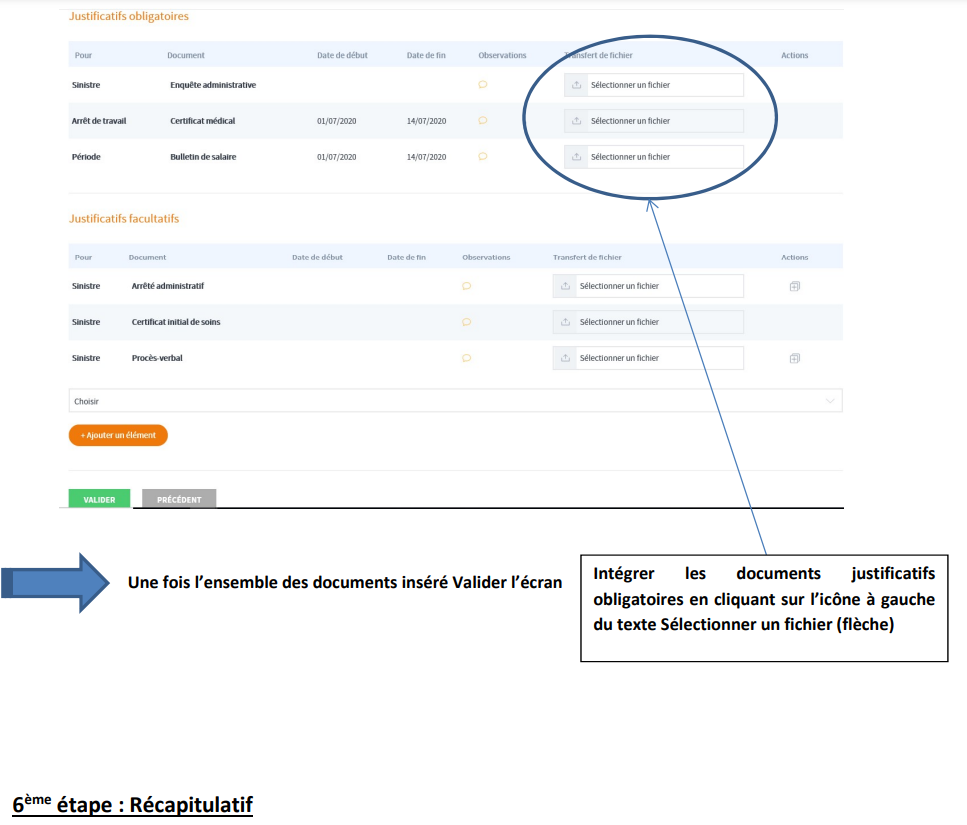 Justificatifs obligatoires
Pour Document Date de début Date de fin Observations Transfert de fichier Actions
Sinistre Enquête administrative Sélectionner un fichier
Arrêt de travail Certificat médical 01/07/2020 14/07/2020 Sélectionner un fichier
Période Bulletin de salaire 01/07/2020 14/07/2020 Sélectionner un fichier
Justificatifs facultatifs
Pour Document Date de début Date de fin Observations Transfert de fichier Actions
Sinistre Arrêté administratif Sélectionner un fichier
Sinistre Certificat initial de soins Sélectionner un fichier
Sinistre Procès-verbal Sélectionner un fichier
Choisir
+ Ajouter un élément
VALIDER PRÉCÉDENT
Une fois l’ensemble des documents inséré Valider l’écran
Intégrer les documents justificatifs
obligatoires en cliquant sur l’icône à gauche
du texte Sélectionner un fichier (flèche)
6ème étape : Récapitulatif